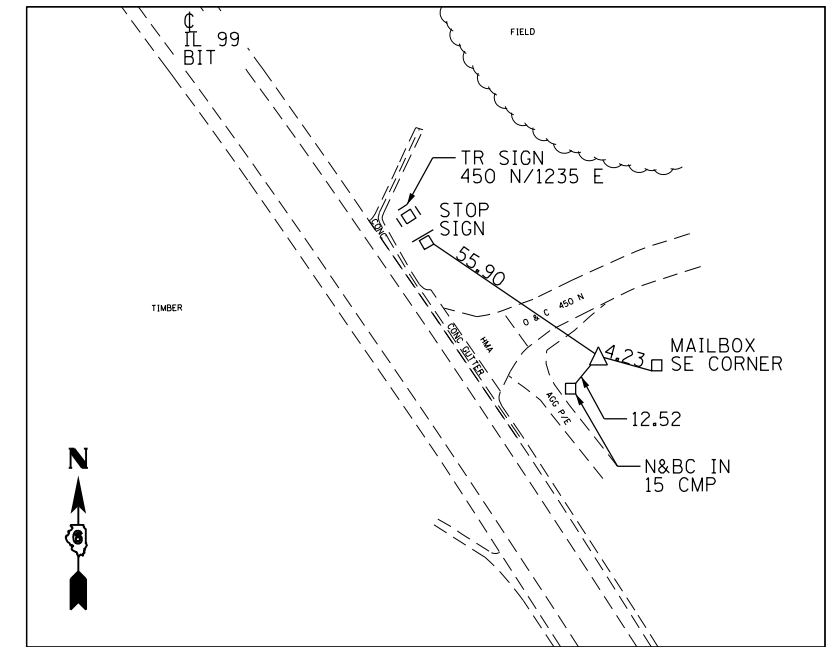 ℄
IL 99
BIT
FIELD
TR SIGN
450 N/1235 E
STOP
SIGN
CONC
55.90
TIMBER
O & C 450 N
HMA
CONC GUTTER
4.23
MAILBOX
SE CORNER
AGG P/E
12.52
N&BC IN
15 CMP
N
6